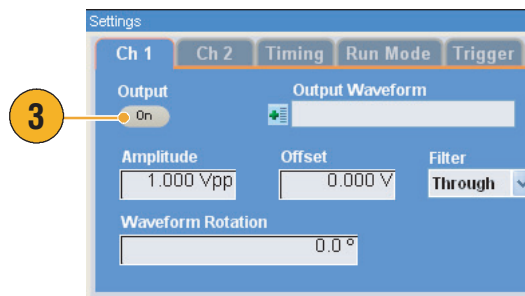 Settings
Ch 1 Ch 2 Timing Run Mode Trigger
Output Output Waveform
3 On
Amplitude Offset Filter
1.000 Vpp 0.000 V Through
Waveform Rotation
0.0 °